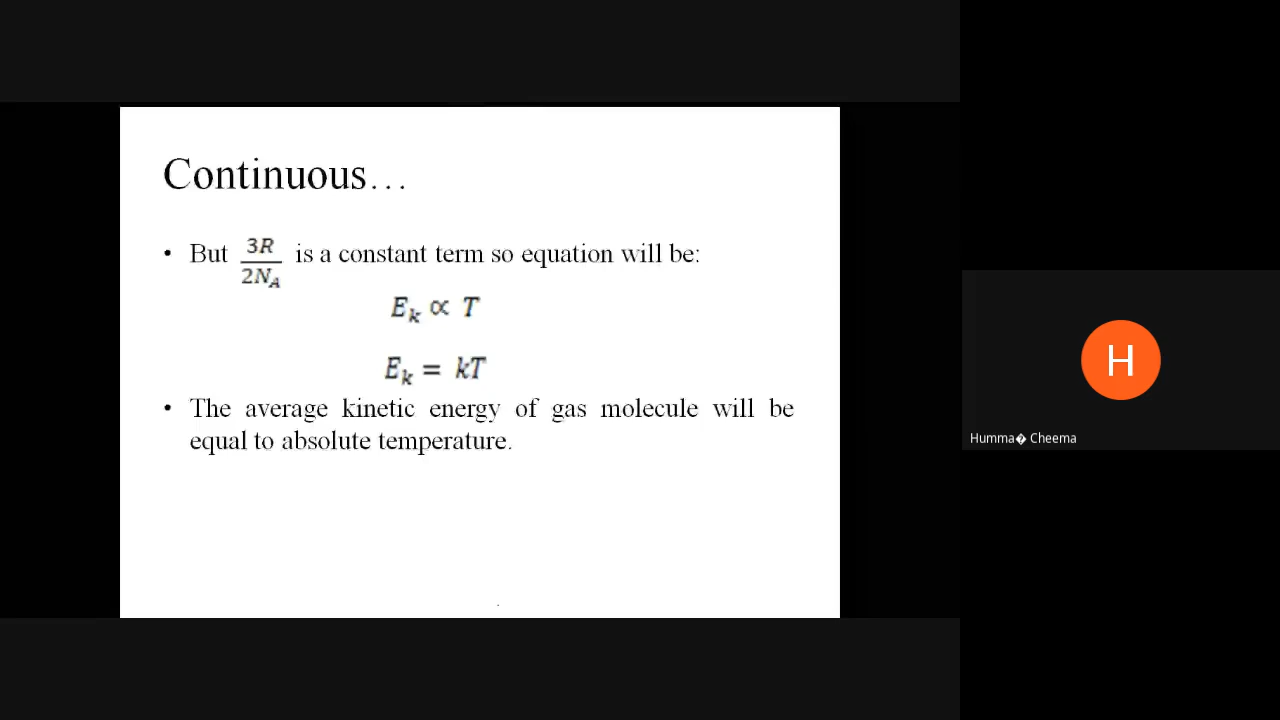 Continuous…
• But 3R/2N_A is a constant term so equation will be:
E_k ∝ T
E_k = kT
• The average kinetic energy of gas molecule will be
equal to absolute temperature.
H
Humma� Cheema